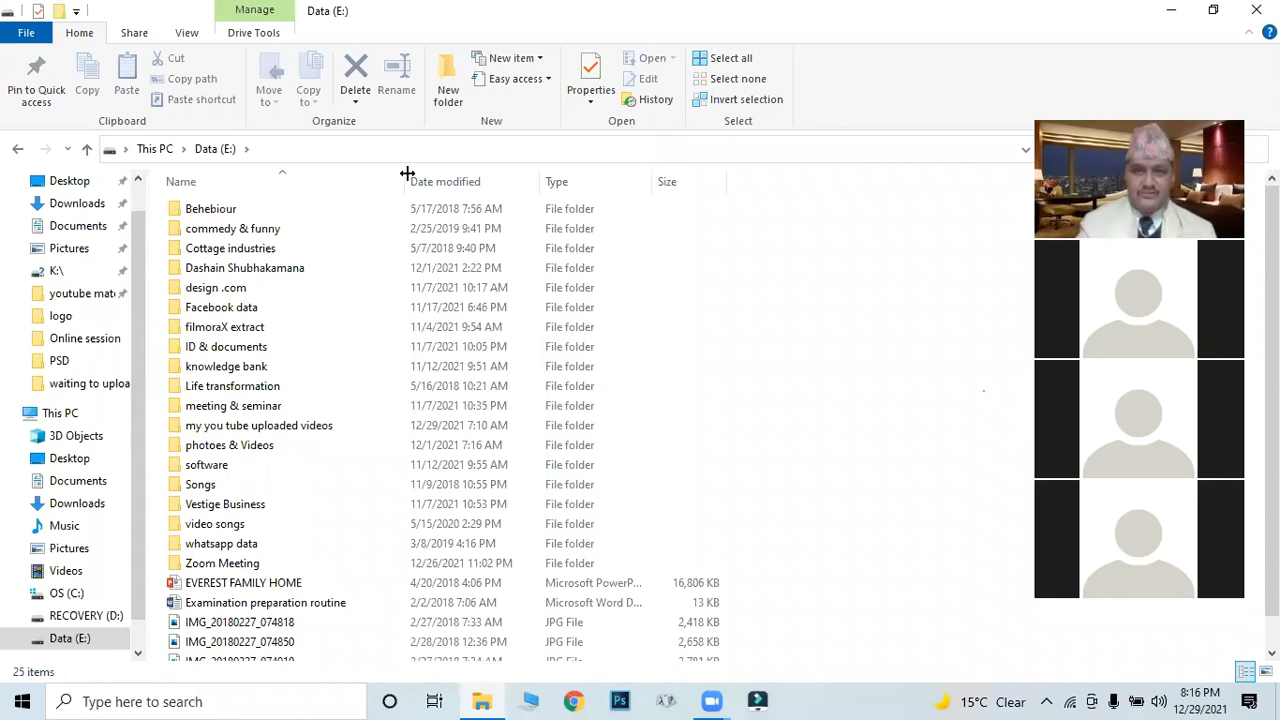 Manage Data (E:)
File Home Share View Drive Tools
Pin to Quick access
Copy
Paste
Cut
Copy path
Paste shortcut
Clipboard
Move to
Copy to
Delete
Rename
Organize
New folder
New item
Easy access
New
Properties
Open
Edit
History
Open
Select all
Select none
Invert selection
Select
This PC > Data (E:) >
Name Date modified Type Size
Desktop
Downloads
Documents
Pictures
K:\
youtube mat
logo
Online session
PSD
waiting to uploa
This PC
3D Objects
Desktop
Documents
Downloads
Music
Pictures
Videos
OS (C:)
RECOVERY (D:)
Data (E:)
Behebiour 5/17/2018 7:56 AM File folder
commedy & funny 2/25/2019 9:41 PM File folder
Cottage industries 5/7/2018 9:40 PM File folder
Dashain Shubhakamana 12/1/2021 2:22 PM File folder
design .com 11/7/2021 10:17 AM File folder
Facebook data 11/17/2021 6:46 PM File folder
filmoraX extract 11/4/2021 9:54 AM File folder
ID & documents 11/7/2021 10:05 PM File folder
knowledge bank 11/12/2021 9:51 AM File folder
Life transformation 5/16/2018 10:21 AM File folder
meeting & seminar 11/7/2021 10:35 PM File folder
my you tube uploaded videos 12/29/2021 7:10 AM File folder
photoes & Videos 12/1/2021 7:16 AM File folder
software 11/12/2021 9:55 AM File folder
Songs 11/9/2018 10:55 PM File folder
Vestige Business 11/7/2021 10:53 PM File folder
video songs 5/15/2020 2:29 PM File folder
whatsapp data 3/8/2019 4:16 PM File folder
Zoom Meeting 12/26/2021 11:02 PM File folder
EVEREST FAMILY HOME 4/20/2018 4:06 PM Microsoft PowerP... 16,806 KB
Examination preparation routine 2/2/2018 7:06 AM Microsoft Word D... 13 KB
IMG_20180227_074818 2/27/2018 7:33 AM JPG File 2,418 KB
IMG_20180227_074850 2/28/2018 12:36 PM JPG File 2,658 KB
25 items
Type here to search
Ps
15°C Clear
8:16 PM
12/29/2021